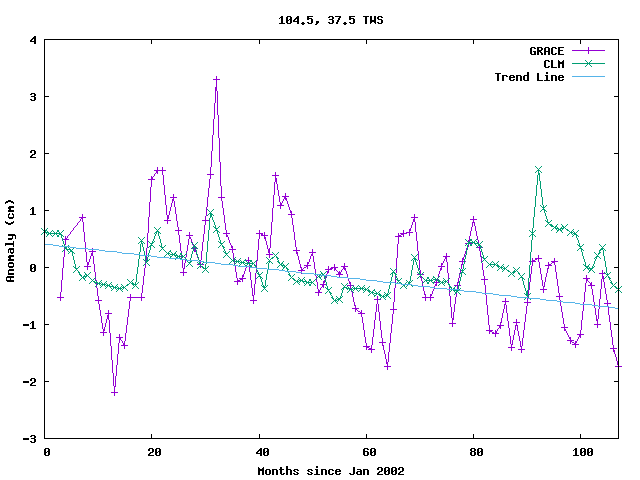 104.5, 37.5 TWS
GRACE
CLM
Trend Line
4
3
2
1
0
-1
-2
-3
Anomaly (cm)
0 20 40 60 80 100
Months since Jan 2002